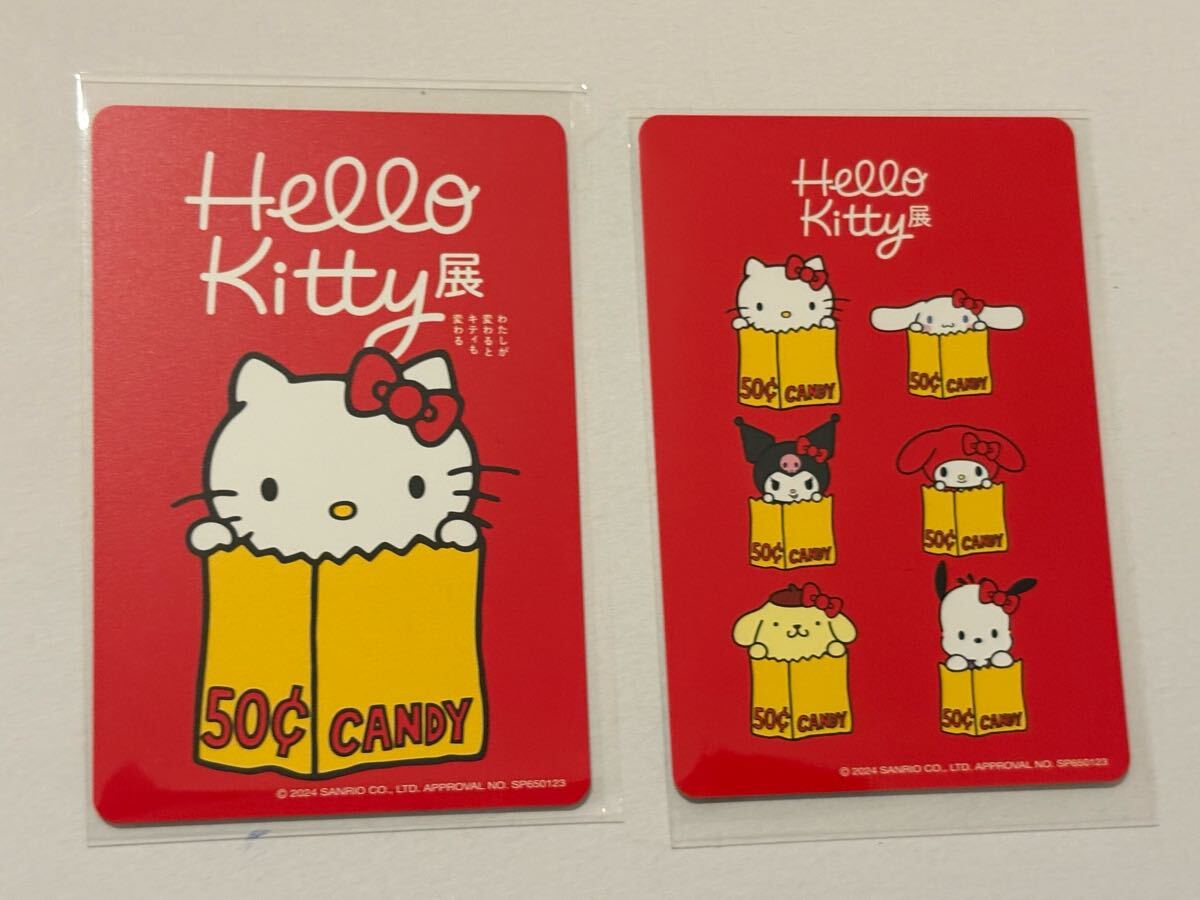 Hello
Kitty展
わたしが
変わると
キティも
変わる
50¢ CANDY
© 2024 SANRIO CO., LTD. APPROVAL NO. SP650123
Hello
Kitty展
50¢ CANDY
50¢ CANDY
50¢ CANDY
50¢ CANDY
50¢ CANDY
50¢ CANDY
© 2024 SANRIO CO., LTD. APPROVAL NO. SP650123